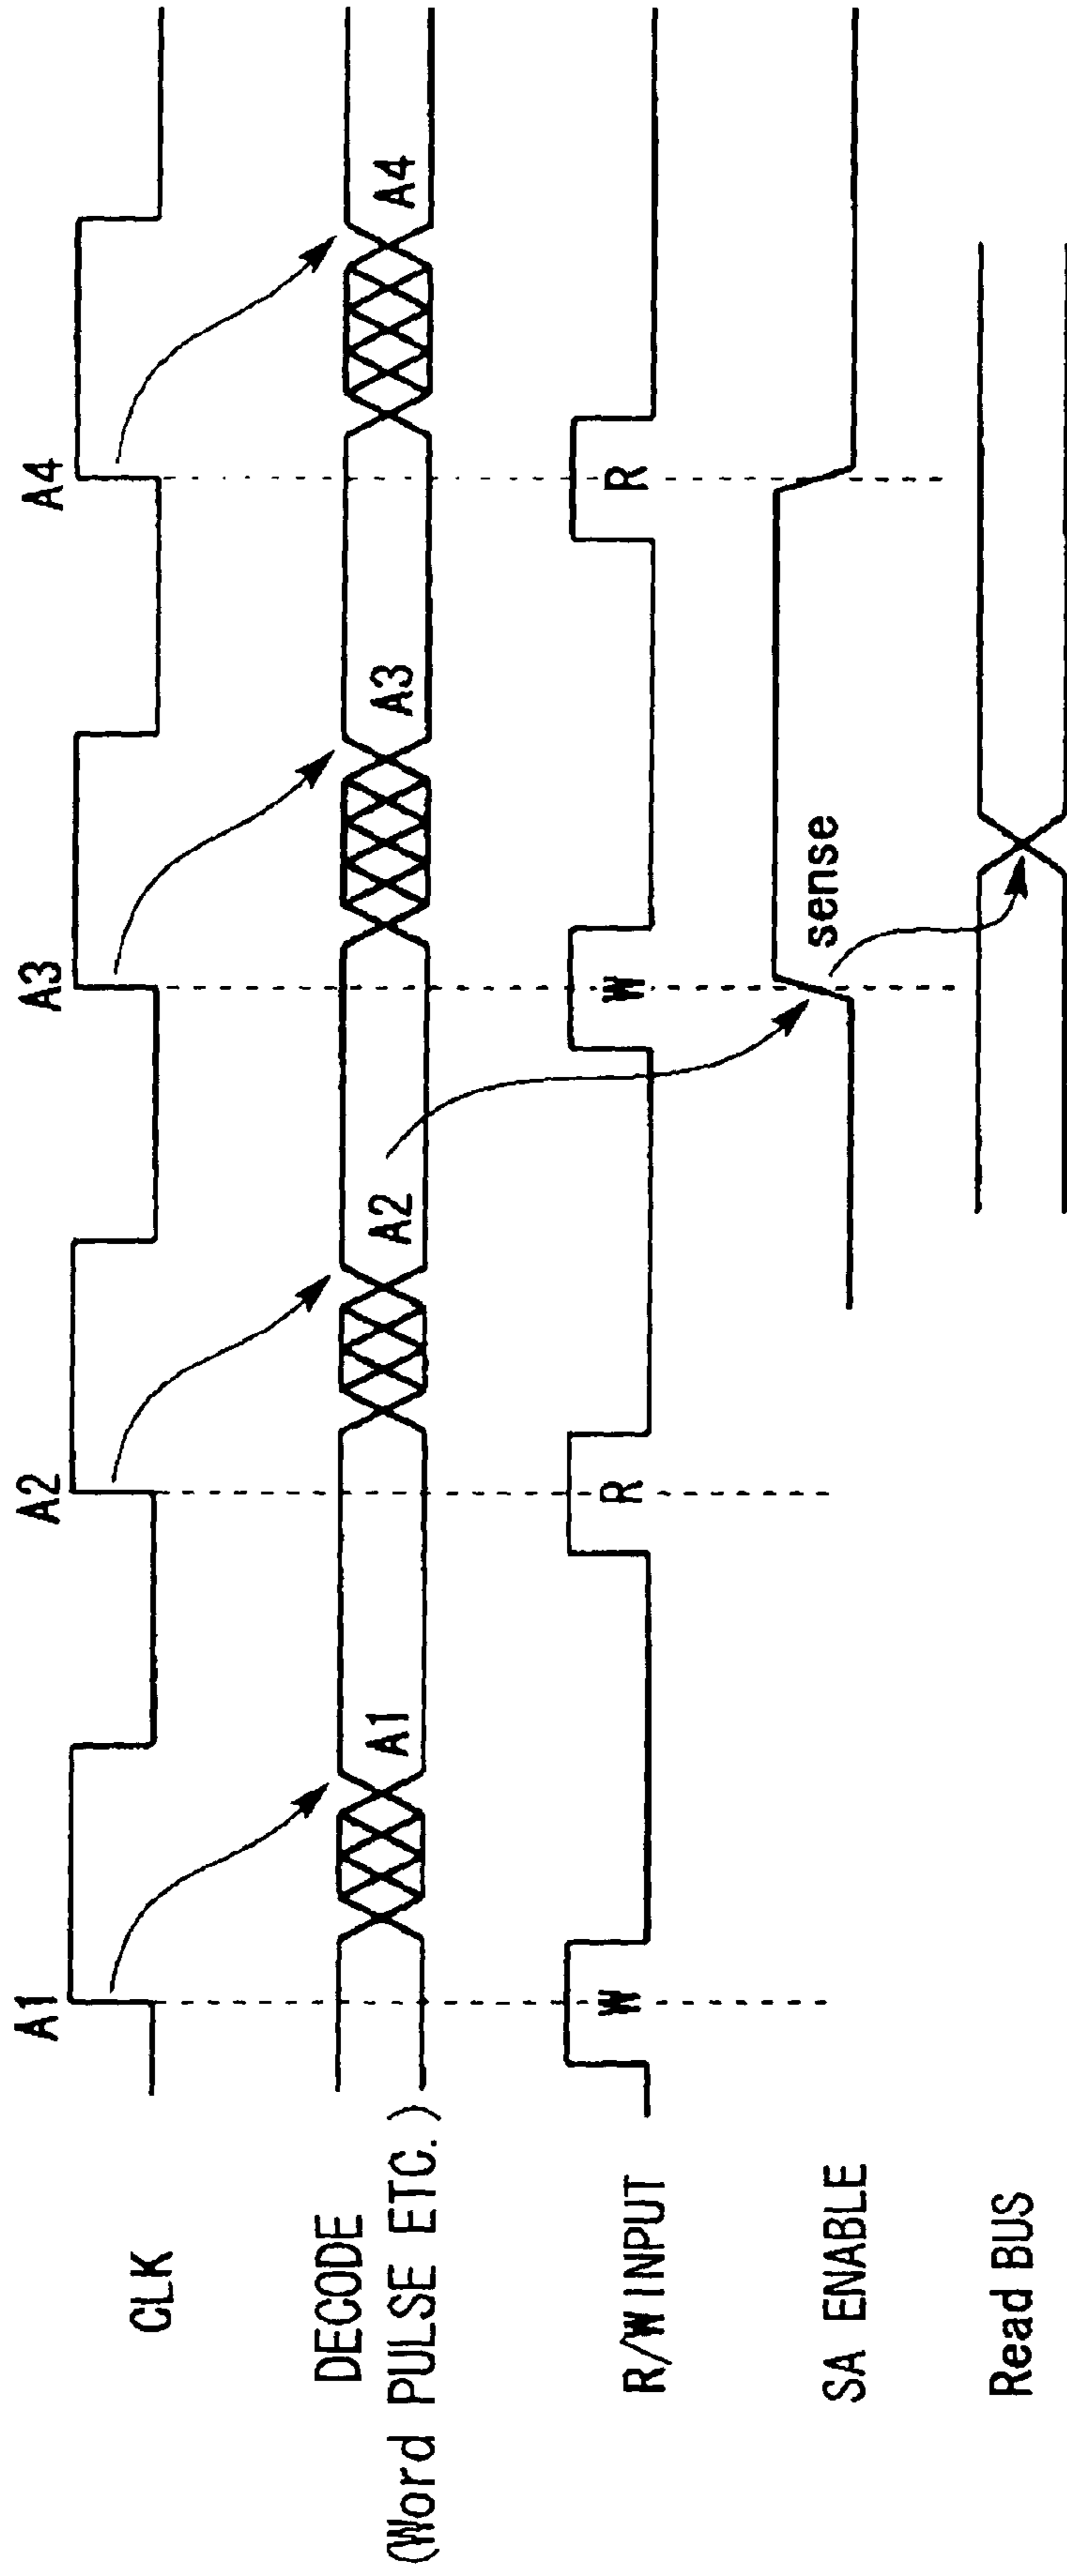 A1 A2 A3 A4
CLK
DECODE
(Word PULSE ETC.)
A1 A2 A3 A4
R/W INPUT
W R W R
SA ENABLE
sense
Read BUS